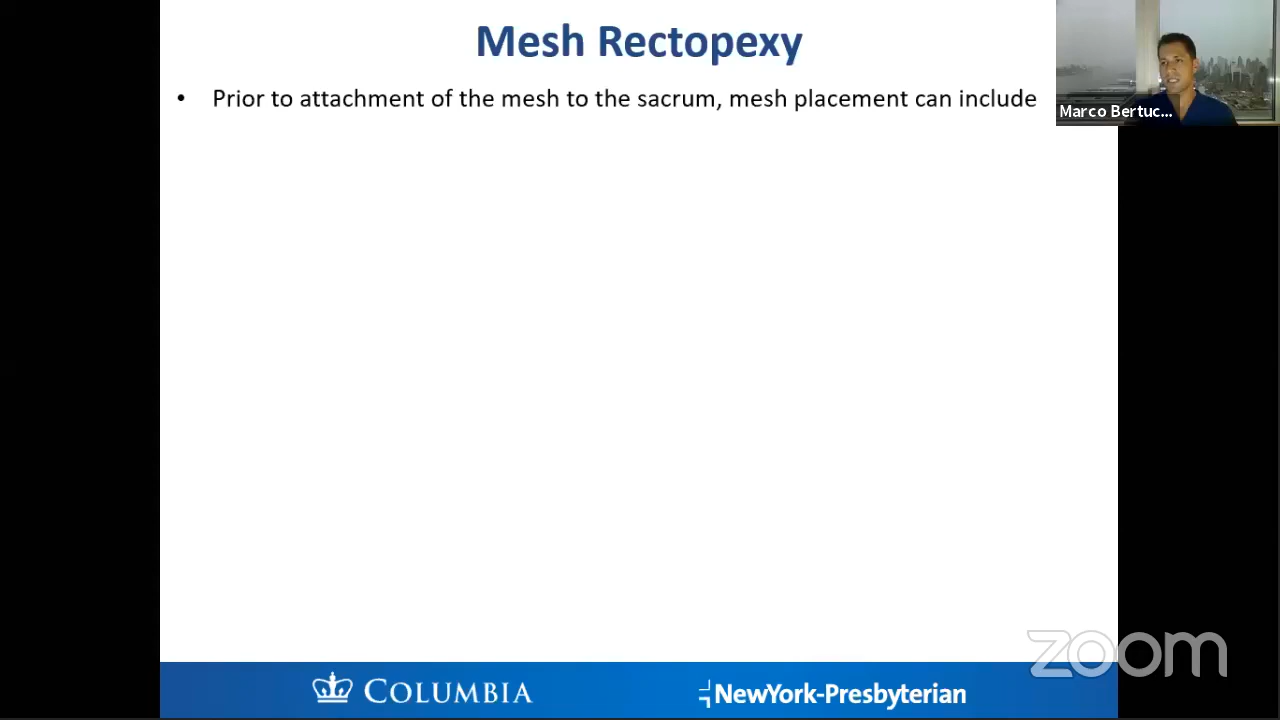 Mesh Rectopexy
• Prior to attachment of the mesh to the sacrum, mesh placement can include
Marco Bertuc...
zoom
COLUMBIA
NewYork-Presbyterian